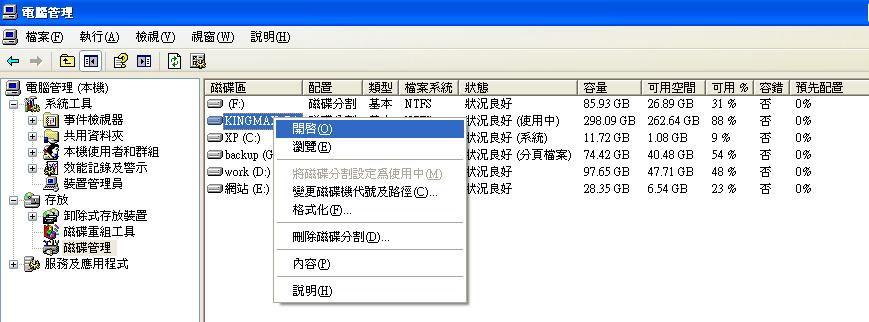 電腦管理
檔案(F) 執行(A) 檢視(V) 視窗(W) 說明(H)
電腦管理 (本機)
系統工具
事件檢視器
共用資料夾
本機使用者和群組
效能記錄及警示
裝置管理員
存放
卸除式存放裝置
磁碟重組工具
磁碟管理
服務及應用程式
磁碟區 配置 類型 檔案系統 狀態 容量 可用空間 可用 % 容錯 預先配置
(F:) 磁碟分割 基本 NTFS 狀況良好 85.93 GB 26.89 GB 31 % 否 0%
KINGMAX 狀況良好 (使用中) 298.09 GB 262.64 GB 88 % 否 0%
XP (C:) 狀況良好 (系統) 11.72 GB 1.08 GB 9 % 否 0%
backup (G 狀況良好 (分頁檔案) 74.42 GB 40.48 GB 54 % 否 0%
work (D:) 狀況良好 97.65 GB 47.71 GB 48 % 否 0%
網站 (E:) 狀況良好 28.35 GB 6.54 GB 23 % 否 0%
開啓(O)
瀏覽(E)
將磁碟分割設定爲使用中(M)
變更磁碟機代號及路徑(C)...
格式化(F)...
刪除磁碟分割(D)...
內容(P)
說明(H)